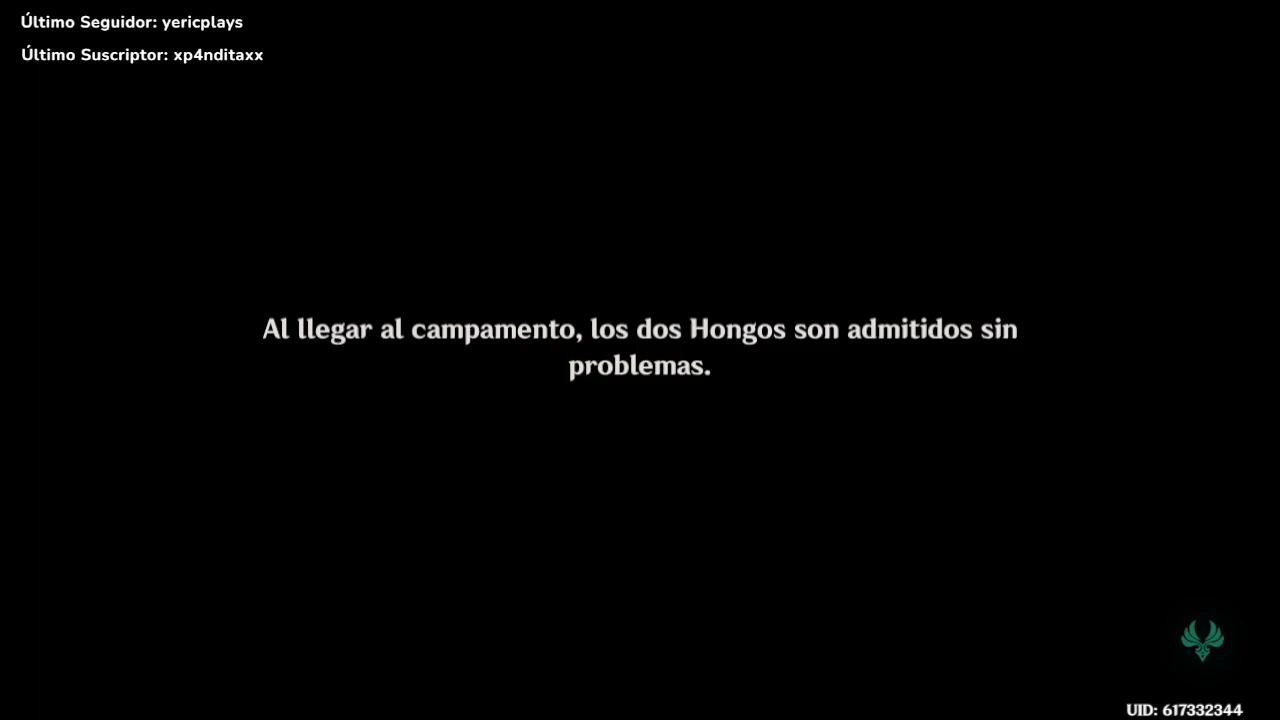 Último Seguidor: yericplays
Último Suscriptor: xp4nditaxx
Al llegar al campamento, los dos Hongos son admitidos sin
problemas.
UID: 617332344